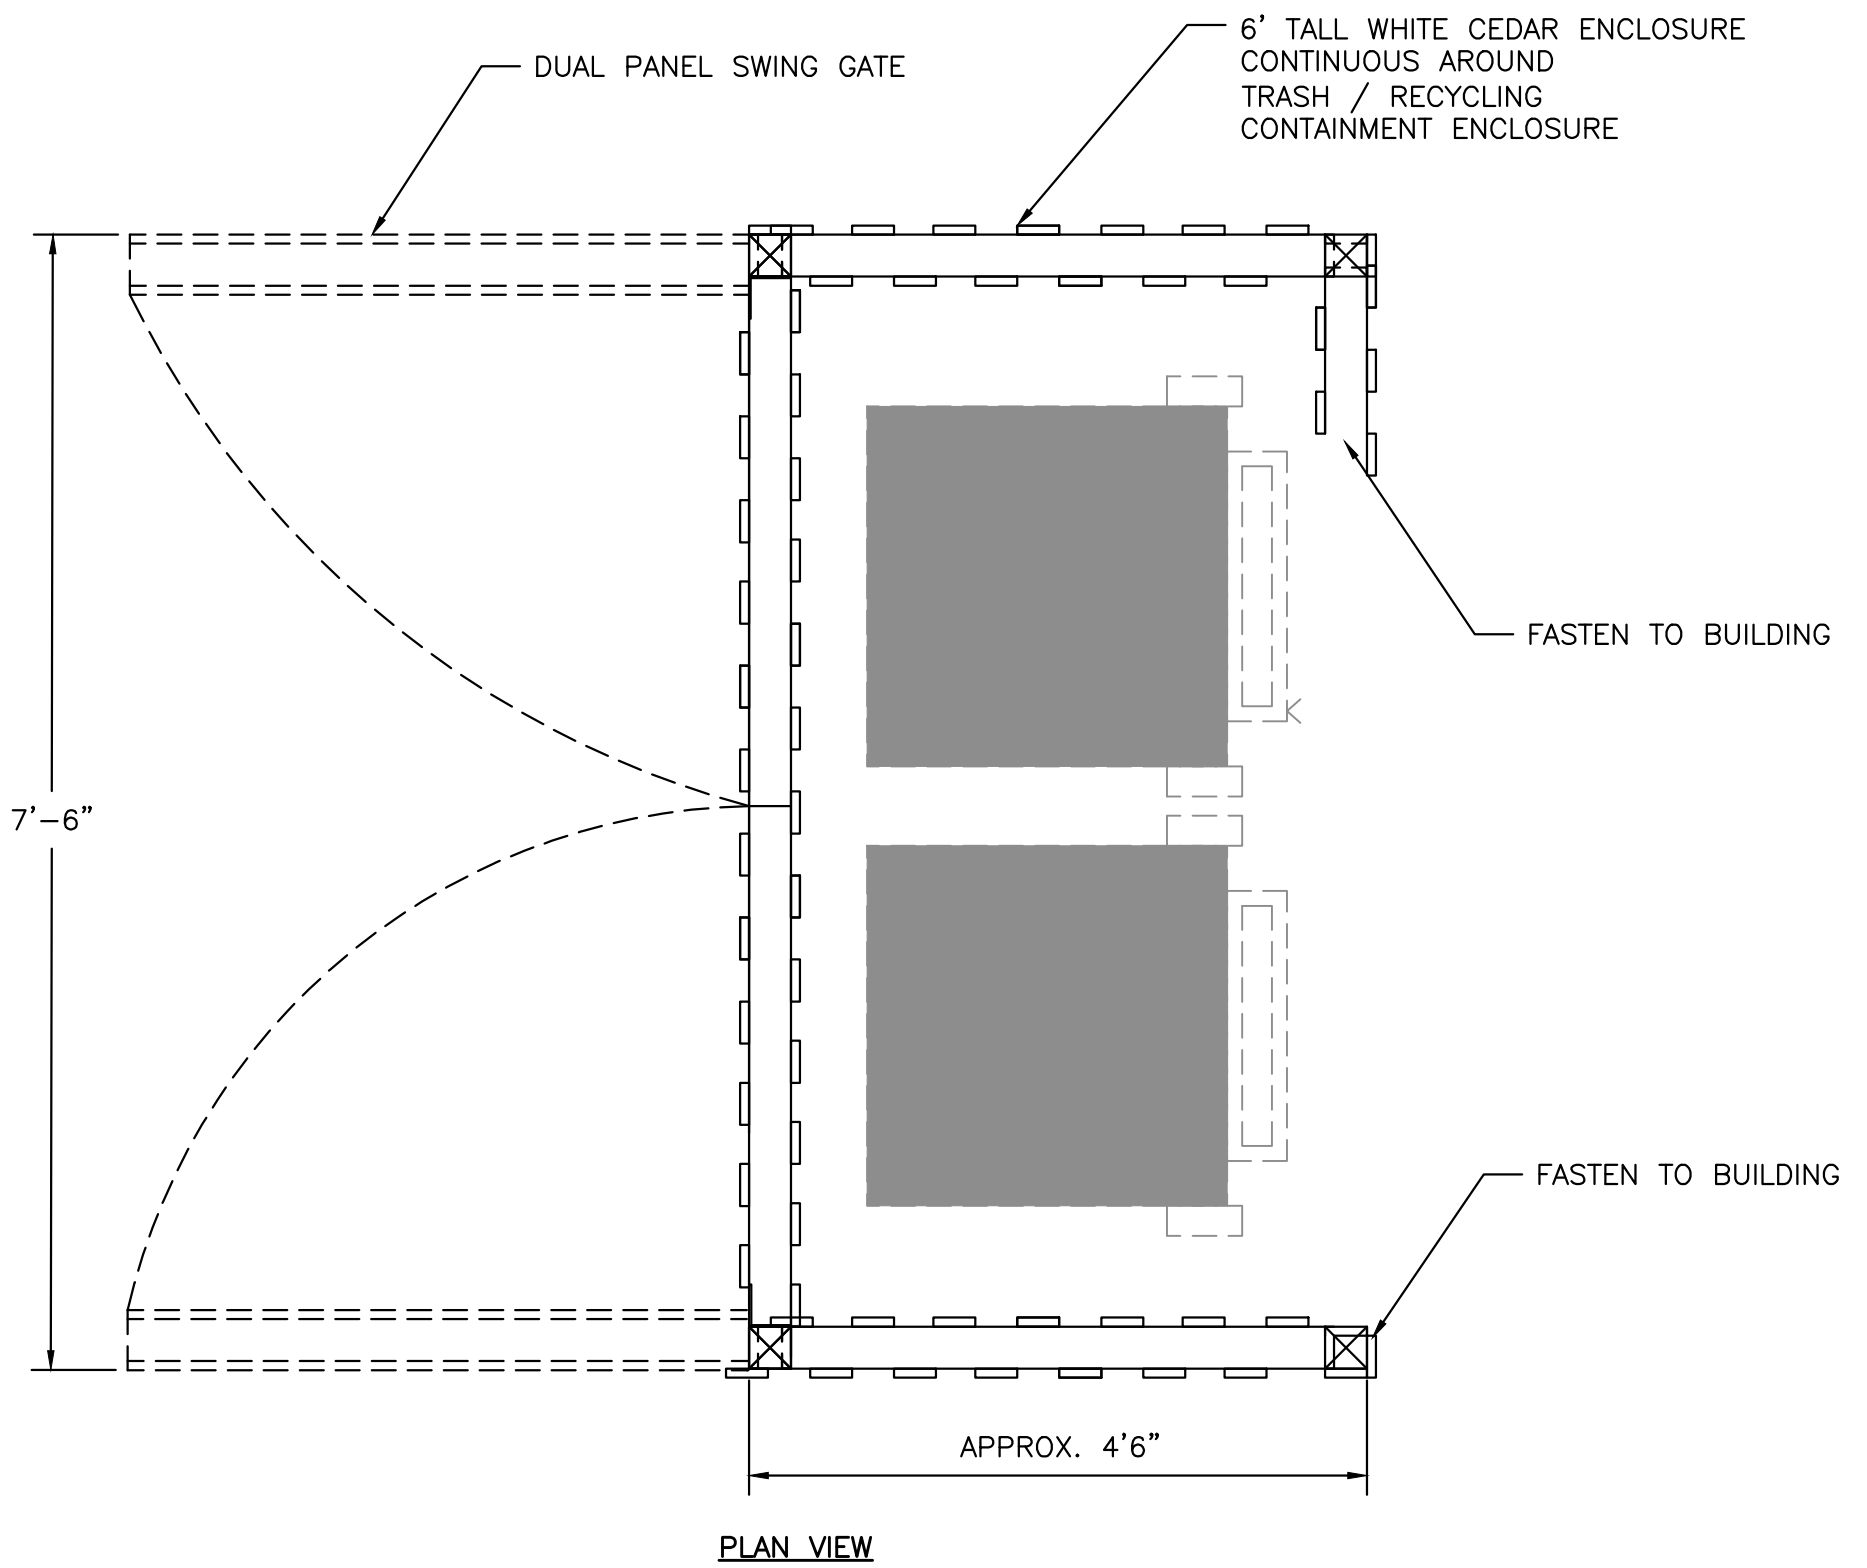 6' TALL WHITE CEDAR ENCLOSURE
CONTINUOUS AROUND
TRASH / RECYCLING
CONTAINMENT ENCLOSURE
DUAL PANEL SWING GATE
FASTEN TO BUILDING
7'-6"
FASTEN TO BUILDING
APPROX. 4'6"
PLAN VIEW